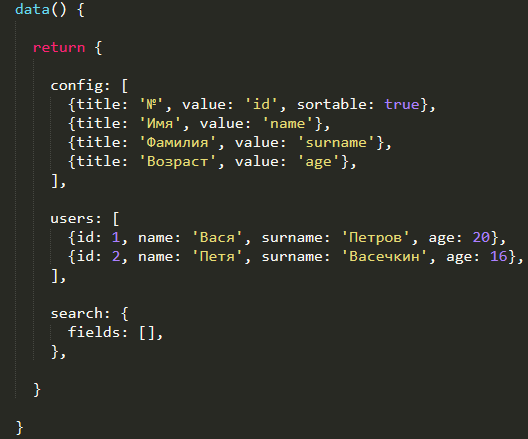 data() {
return {
config: [
{title: '№', value: 'id', sortable: true},
{title: 'Имя', value: 'name'},
{title: 'Фамилия', value: 'surname'},
{title: 'Возраст', value: 'age'},
],
users: [
{id: 1, name: 'Вася', surname: 'Петров', age: 20},
{id: 2, name: 'Петя', surname: 'Васечкин', age: 16},
],
search: {
fields: [],
},
}
}